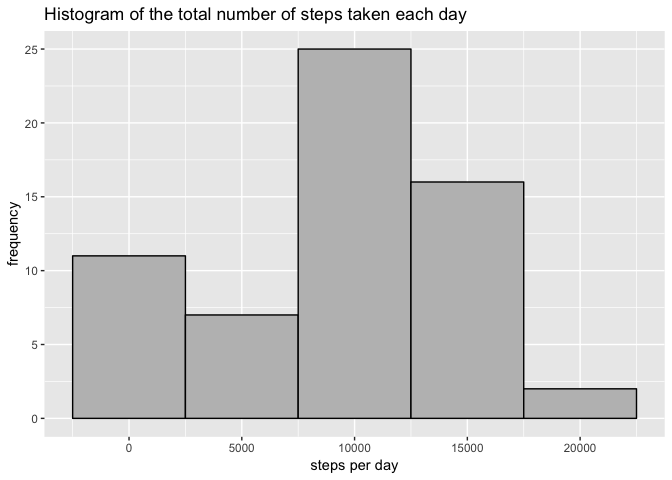 Histogram of the total number of steps taken each day
25
20
15
10
5
0
frequency
0 5000 10000 15000 20000
steps per day